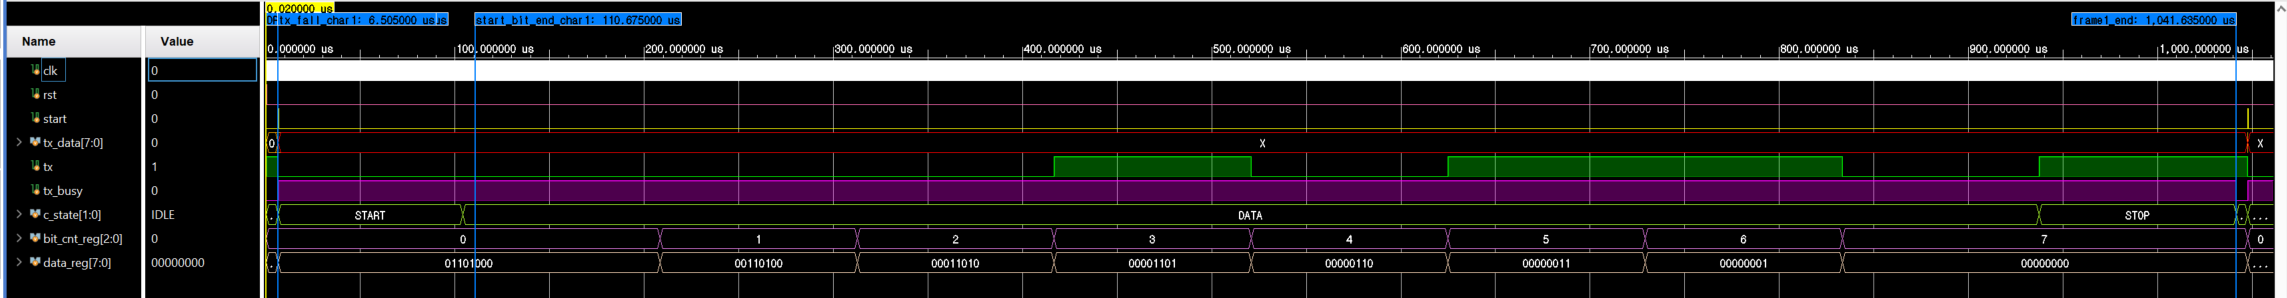 0.020000 us
tx_fall_char1: 6.505000 us
start_bit_end_char1: 110.675000 us
frame1_end: 1,041.635000 us
Name Value
0.000000 us 100.000000 us 200.000000 us 300.000000 us 400.000000 us 500.000000 us 600.000000 us 700.000000 us 800.000000 us 900.000000 us 1,000.000000 us
clk 0
rst 0
start 0
tx_data[7:0] 0 0 X X
tx 1
tx_busy 0
c_state[1:0] IDLE . START DATA STOP . ...
bit_cnt_reg[2:0] 0 0 1 2 3 4 5 6 7 0
data_reg[7:0] 00000000 . 01101000 00110100 00011010 00001101 00000110 00000011 00000001 00000000 ...